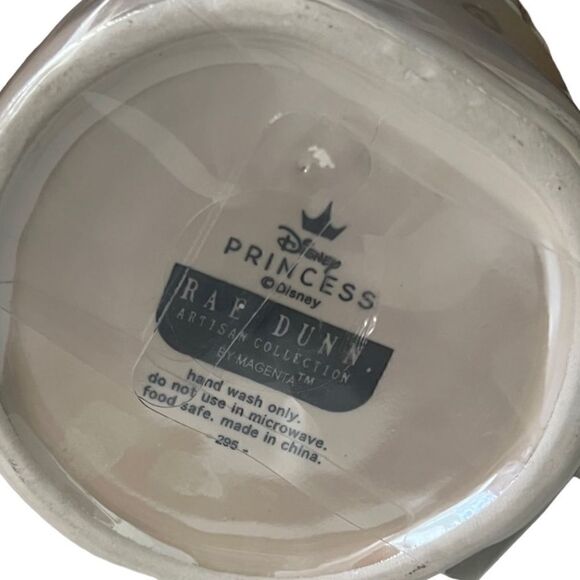 Disney
PRINCESS
© Disney
RAE DUNN
ARTISAN COLLECTION
BY MAGENTA™
hand wash only.
do not use in microwave.
food safe. made in china.
- 295 -